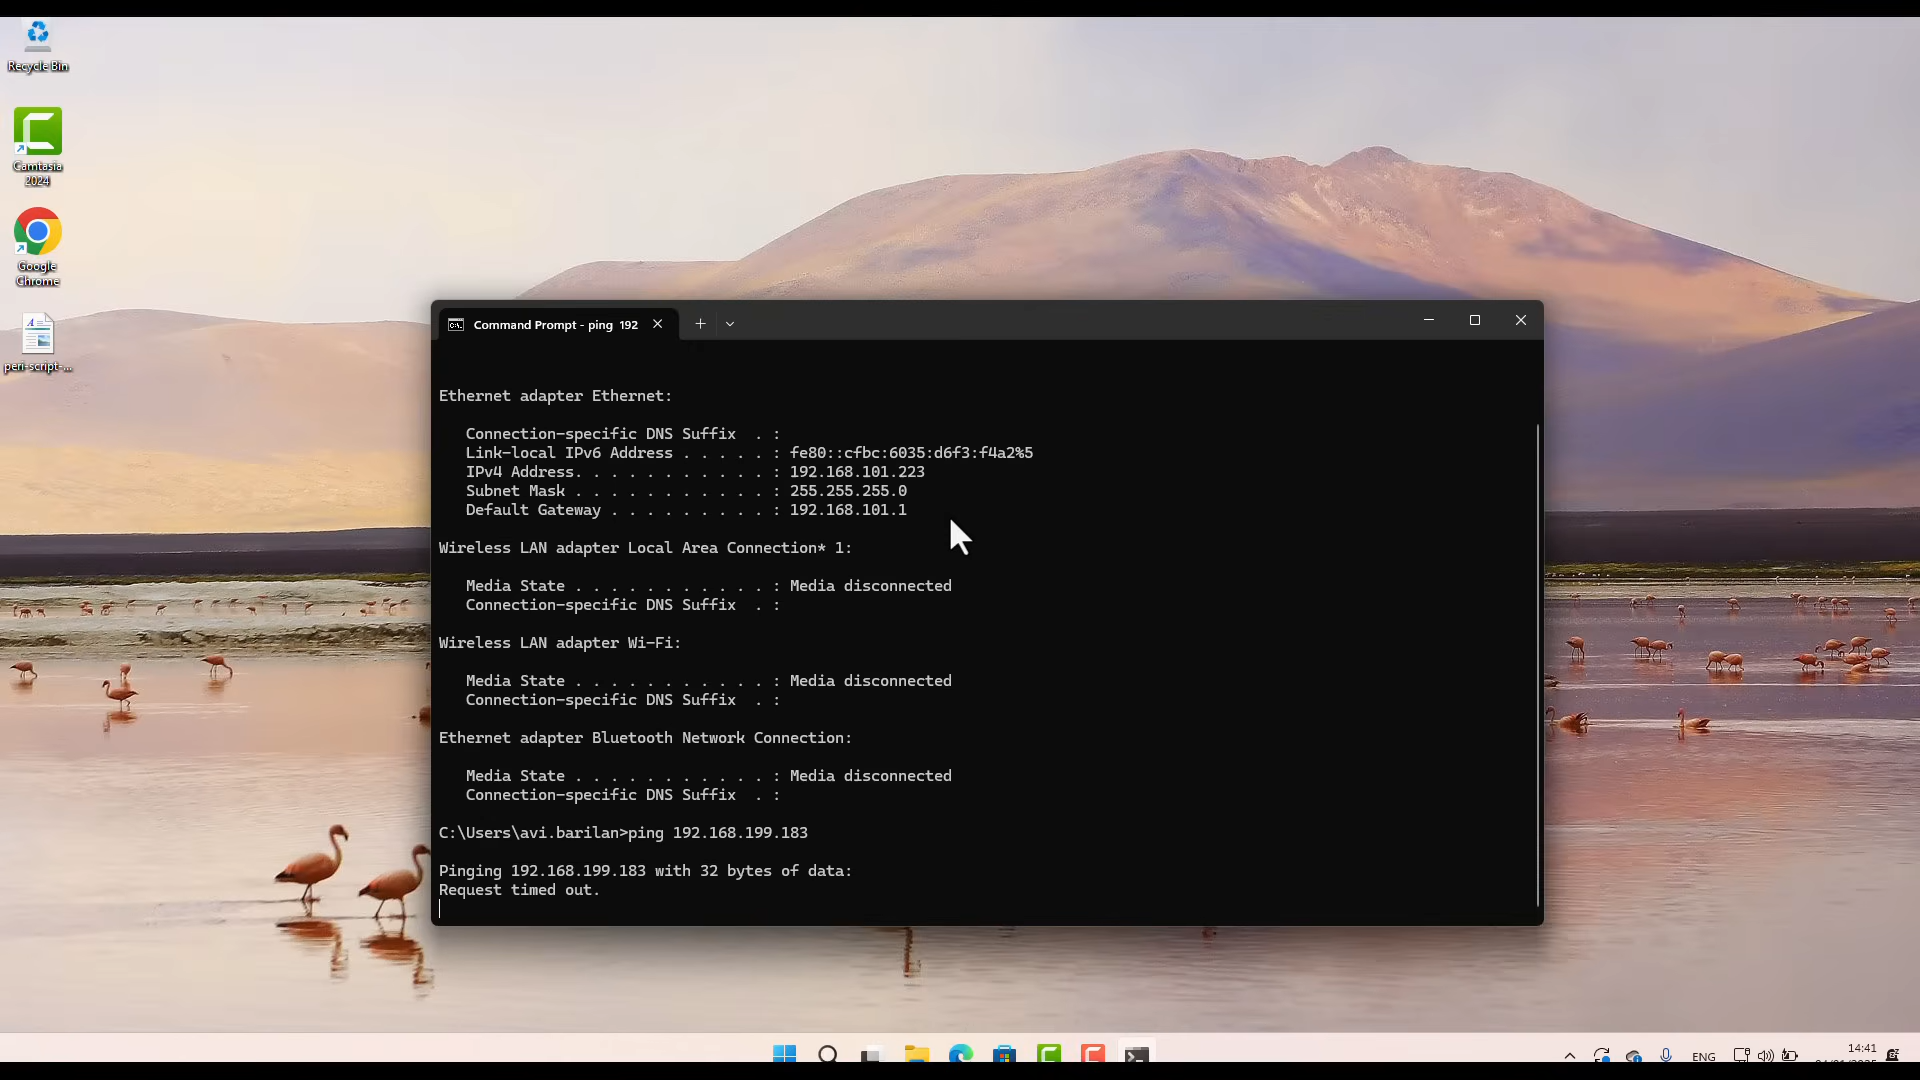 Recycle Bin
Camtasia
2024
Google
Chrome
peri-script-...
Command Prompt - ping 192
Ethernet adapter Ethernet:
Connection-specific DNS Suffix . :
Link-local IPv6 Address . . . . . : fe80::cfbc:6035:d6f3:f4a2%5
IPv4 Address. . . . . . . . . . . : 192.168.101.223
Subnet Mask . . . . . . . . . . . : 255.255.255.0
Default Gateway . . . . . . . . . : 192.168.101.1
Wireless LAN adapter Local Area Connection* 1:
Media State . . . . . . . . . . . : Media disconnected
Connection-specific DNS Suffix . :
Wireless LAN adapter Wi-Fi:
Media State . . . . . . . . . . . : Media disconnected
Connection-specific DNS Suffix . :
Ethernet adapter Bluetooth Network Connection:
Media State . . . . . . . . . . . : Media disconnected
Connection-specific DNS Suffix . :
C:\Users\avi.barilan>ping 192.168.199.183
Pinging 192.168.199.183 with 32 bytes of data:
Request timed out.
ENG
14:41